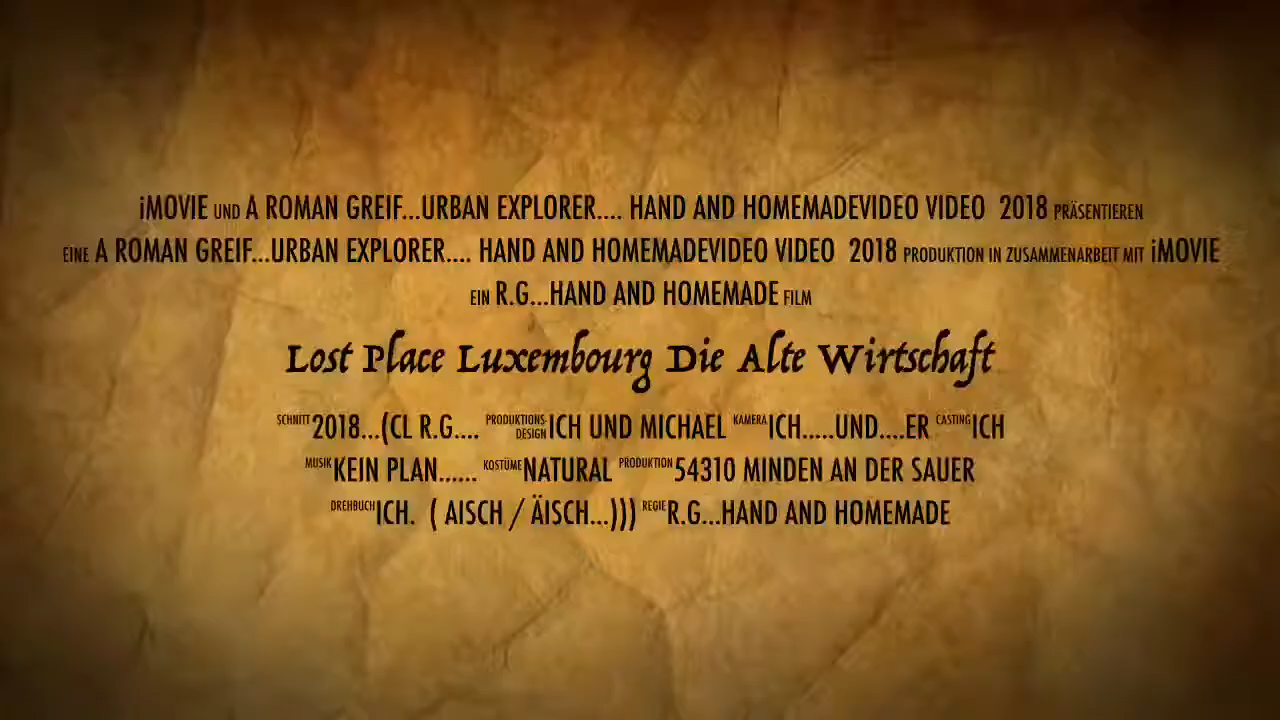 iMOVIE UND A ROMAN GREIF...URBAN EXPLORER.... HAND AND HOMEMADEVIDEO VIDEO 2018 PRÄSENTIEREN
EINE A ROMAN GREIF...URBAN EXPLORER.... HAND AND HOMEMADEVIDEO VIDEO 2018 PRODUKTION IN ZUSAMMENARBEIT MIT iMOVIE
EIN R.G...HAND AND HOMEMADE FILM
Lost Place Luxembourg Die Alte Wirtschaft
SCHNITT 2018...(CL R.G.... PRODUKTIONS-DESIGN ICH UND MICHAEL KAMERA ICH.....UND....ER CASTING ICH
MUSIK KEIN PLAN...... KOSTÜME NATURAL PRODUKTION 54310 MINDEN AN DER SAUER
DREHBUCH ICH. ( AISCH / ÄISCH...))) REGIE R.G...HAND AND HOMEMADE